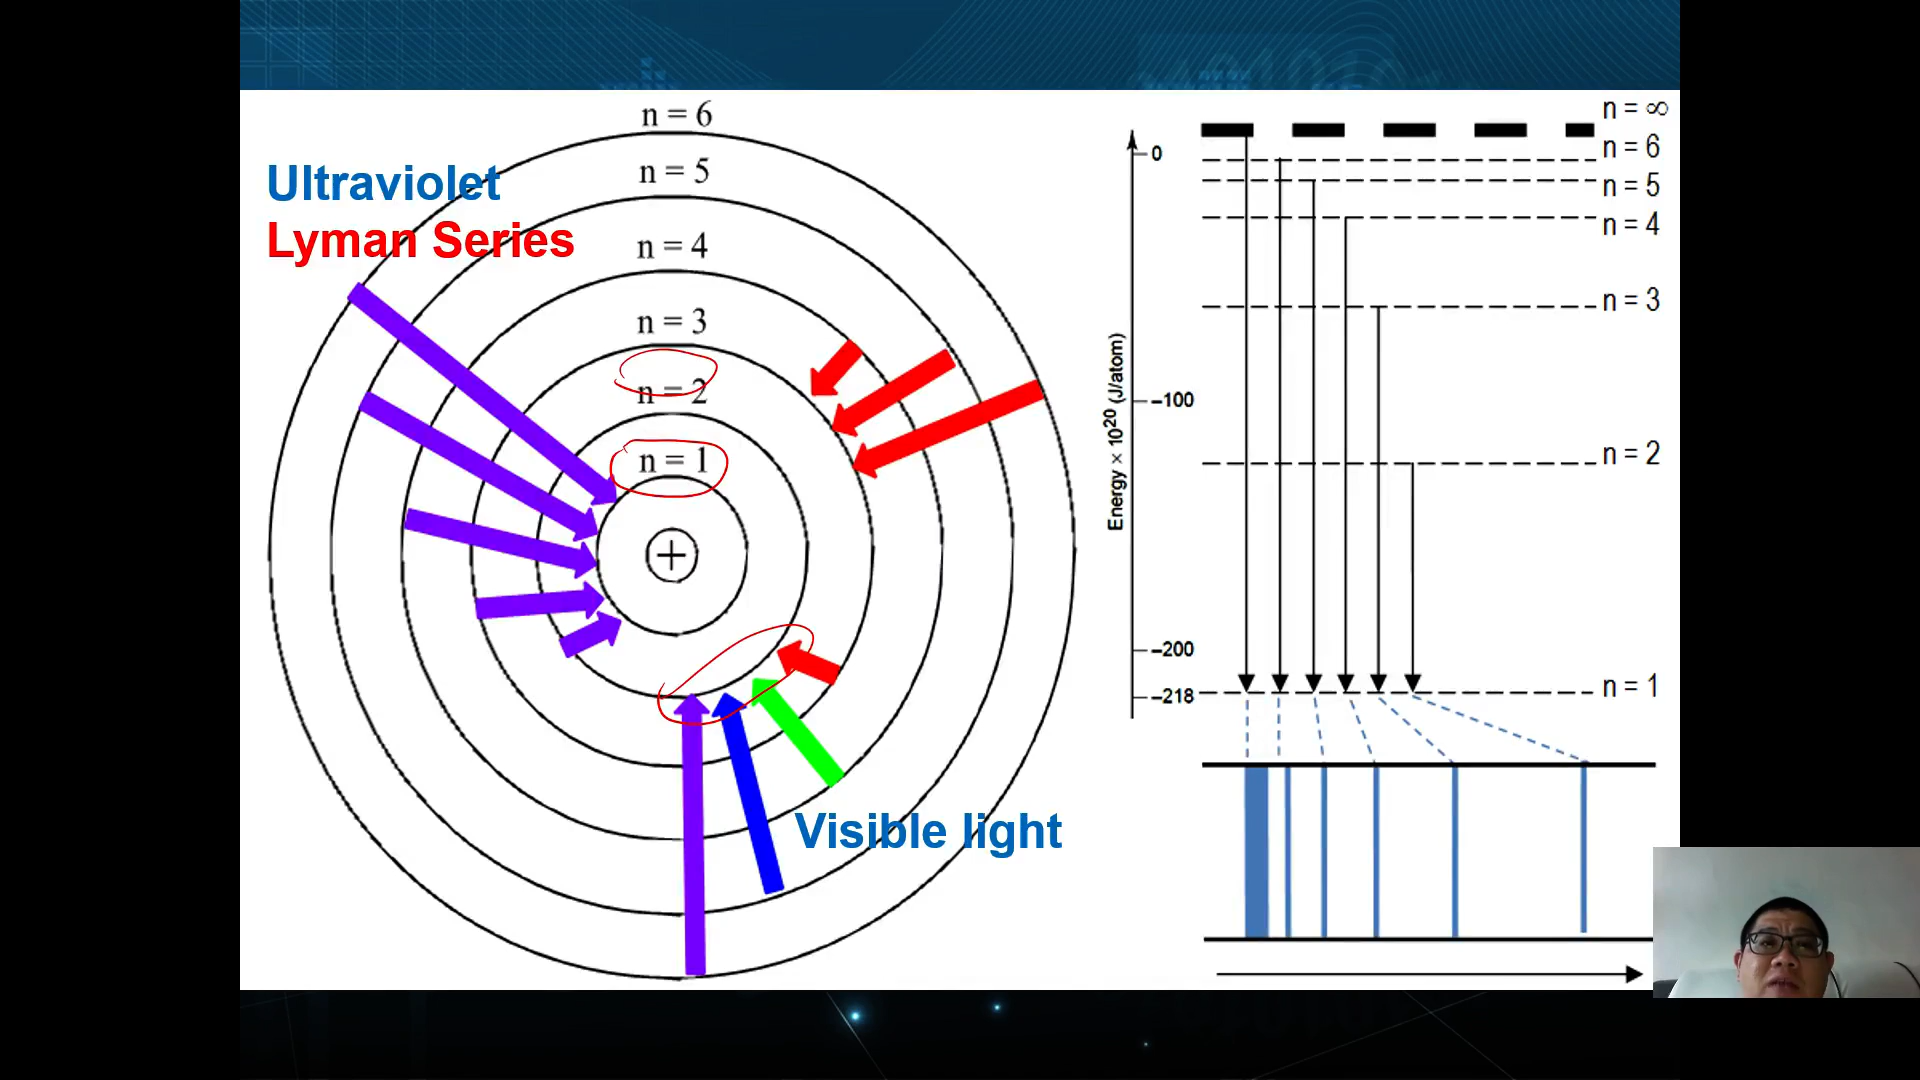 n = 6
n = 5
Ultraviolet
Lyman Series
n = 4
n = 3
n = 2
n = 1
+
Visible light
n = ∞
0
n = 6
n = 5
n = 4
n = 3
Energy × 10²⁰ (J/atom)
–100
n = 2
–200
–218
n = 1